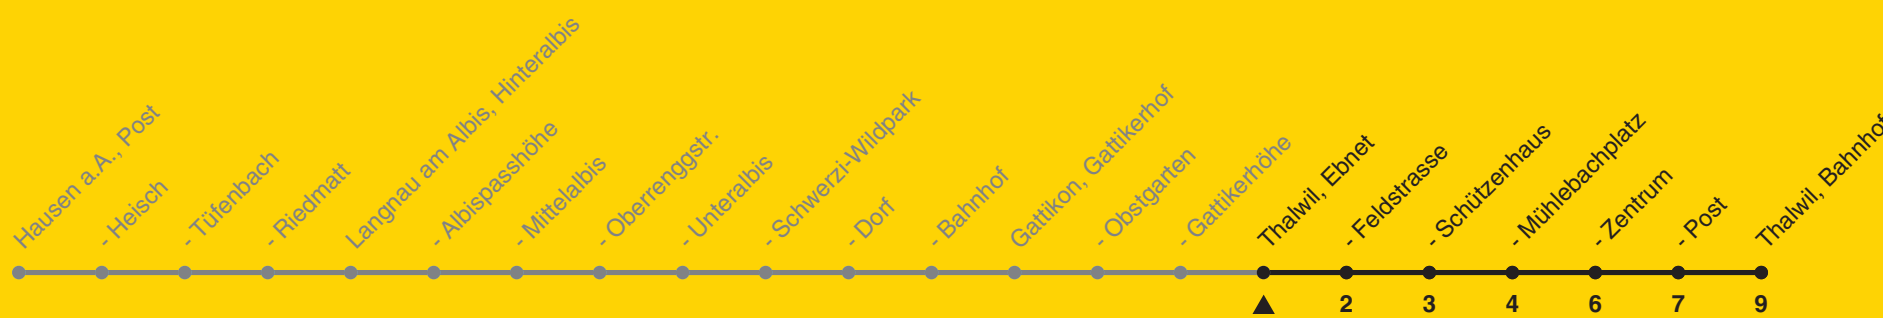 Hausen a.A., Post
- Heisch
- Tüfenbach
- Riedmatt
Langnau am Albis, Hinteralbis
- Albispasshöhe
- Mittelalbis
- Oberrenggstr.
- Unteralbis
- Schwerzi-Wildpark
- Dorf
- Bahnhof
Gattikon, Gattikerhof
- Obstgarten
- Gattikerhöhe
Thalwil, Ebnet
- Feldstrasse
- Schützenhaus
- Mühlebachplatz
- Zentrum
- Post
Thalwil, Bahnhof
2 3 4 6 7 9